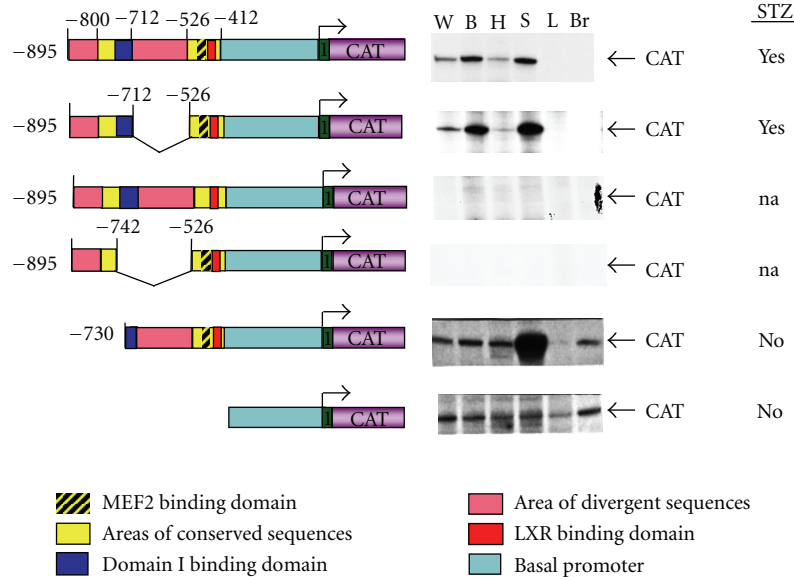 −800 −712 −526 −412 W B H S L Br STZ
−895 1 CAT ← CAT Yes
−712 −526
−895 1 CAT ← CAT Yes
−895 1 CAT ← CAT na
−742 −526
−895 1 CAT ← CAT na
−730 1 CAT ← CAT No
1 CAT ← CAT No
MEF2 binding domain
Areas of conserved sequences
Domain I binding domain
Area of divergent sequences
LXR binding domain
Basal promoter